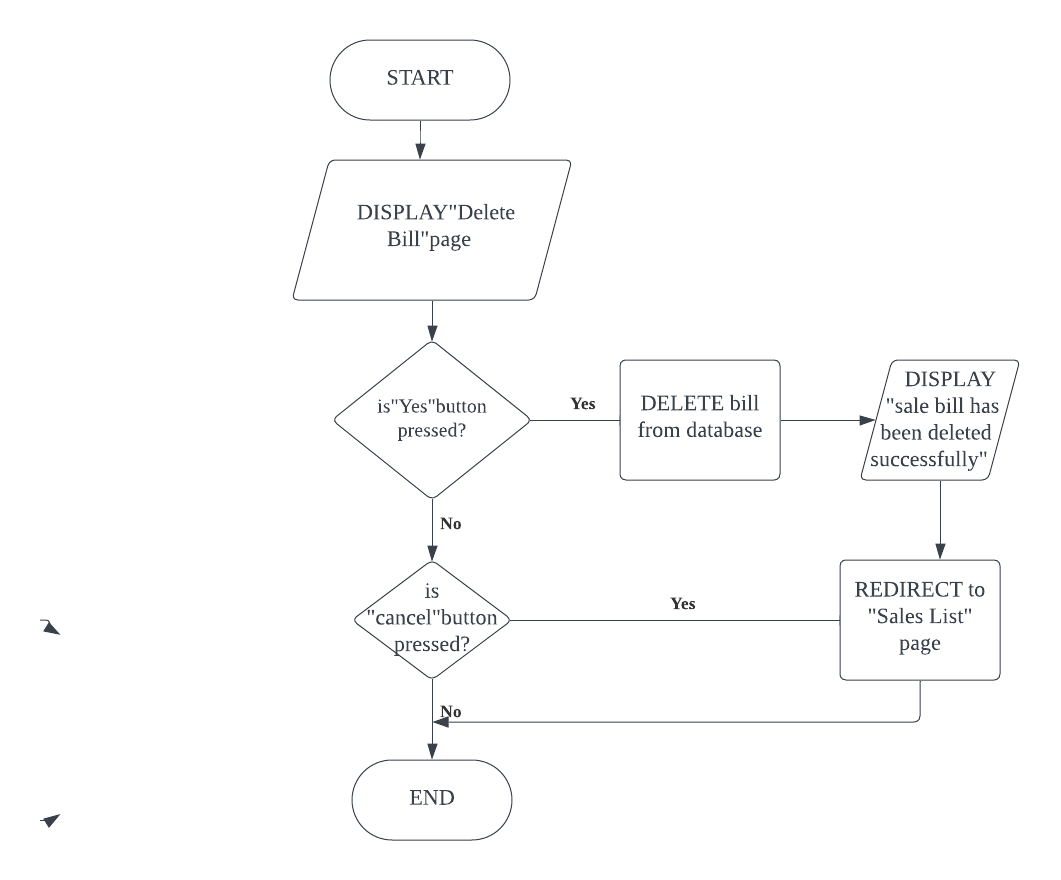 START
DISPLAY"Delete
Bill"page
is"Yes"button
pressed?
Yes
DELETE bill
from database
DISPLAY
"sale bill has
been deleted
successfully"
No
is
"cancel"button
pressed?
Yes
REDIRECT to
"Sales List"
page
No
END